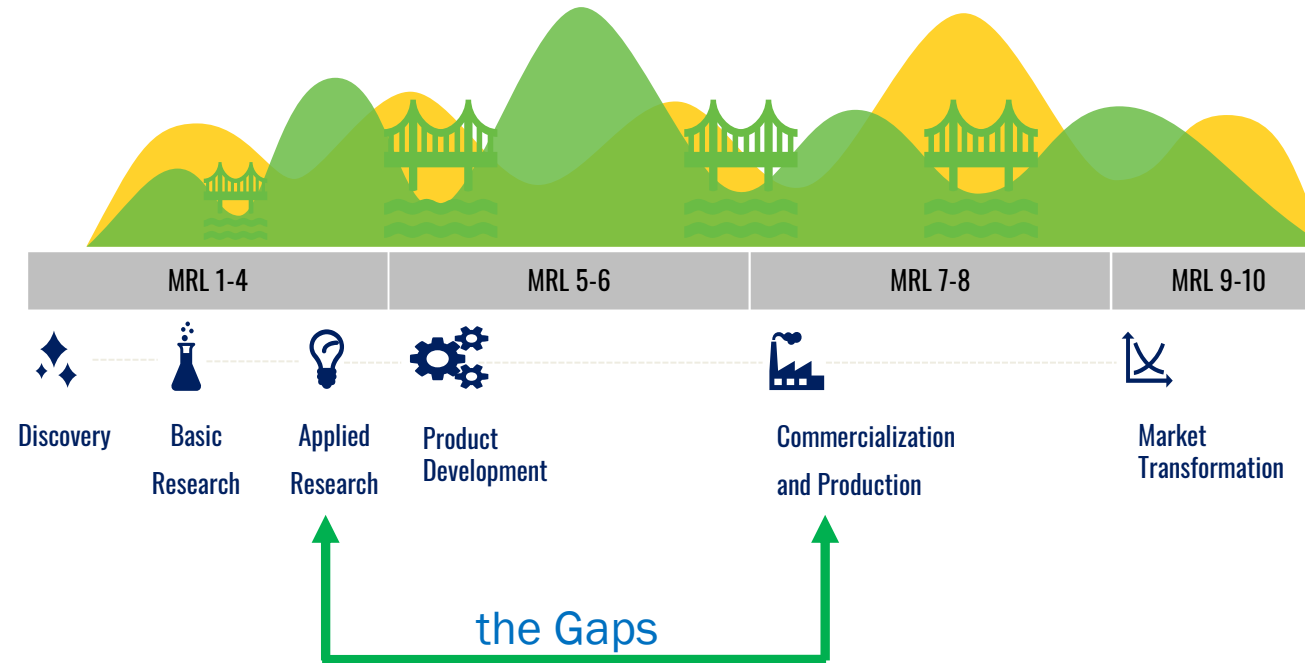 MRL 1-4
MRL 5-6
MRL 7-8
MRL 9-10
Discovery
Basic
Research
Applied
Research
Product
Development
Commercialization
and Production
Market
Transformation
the Gaps